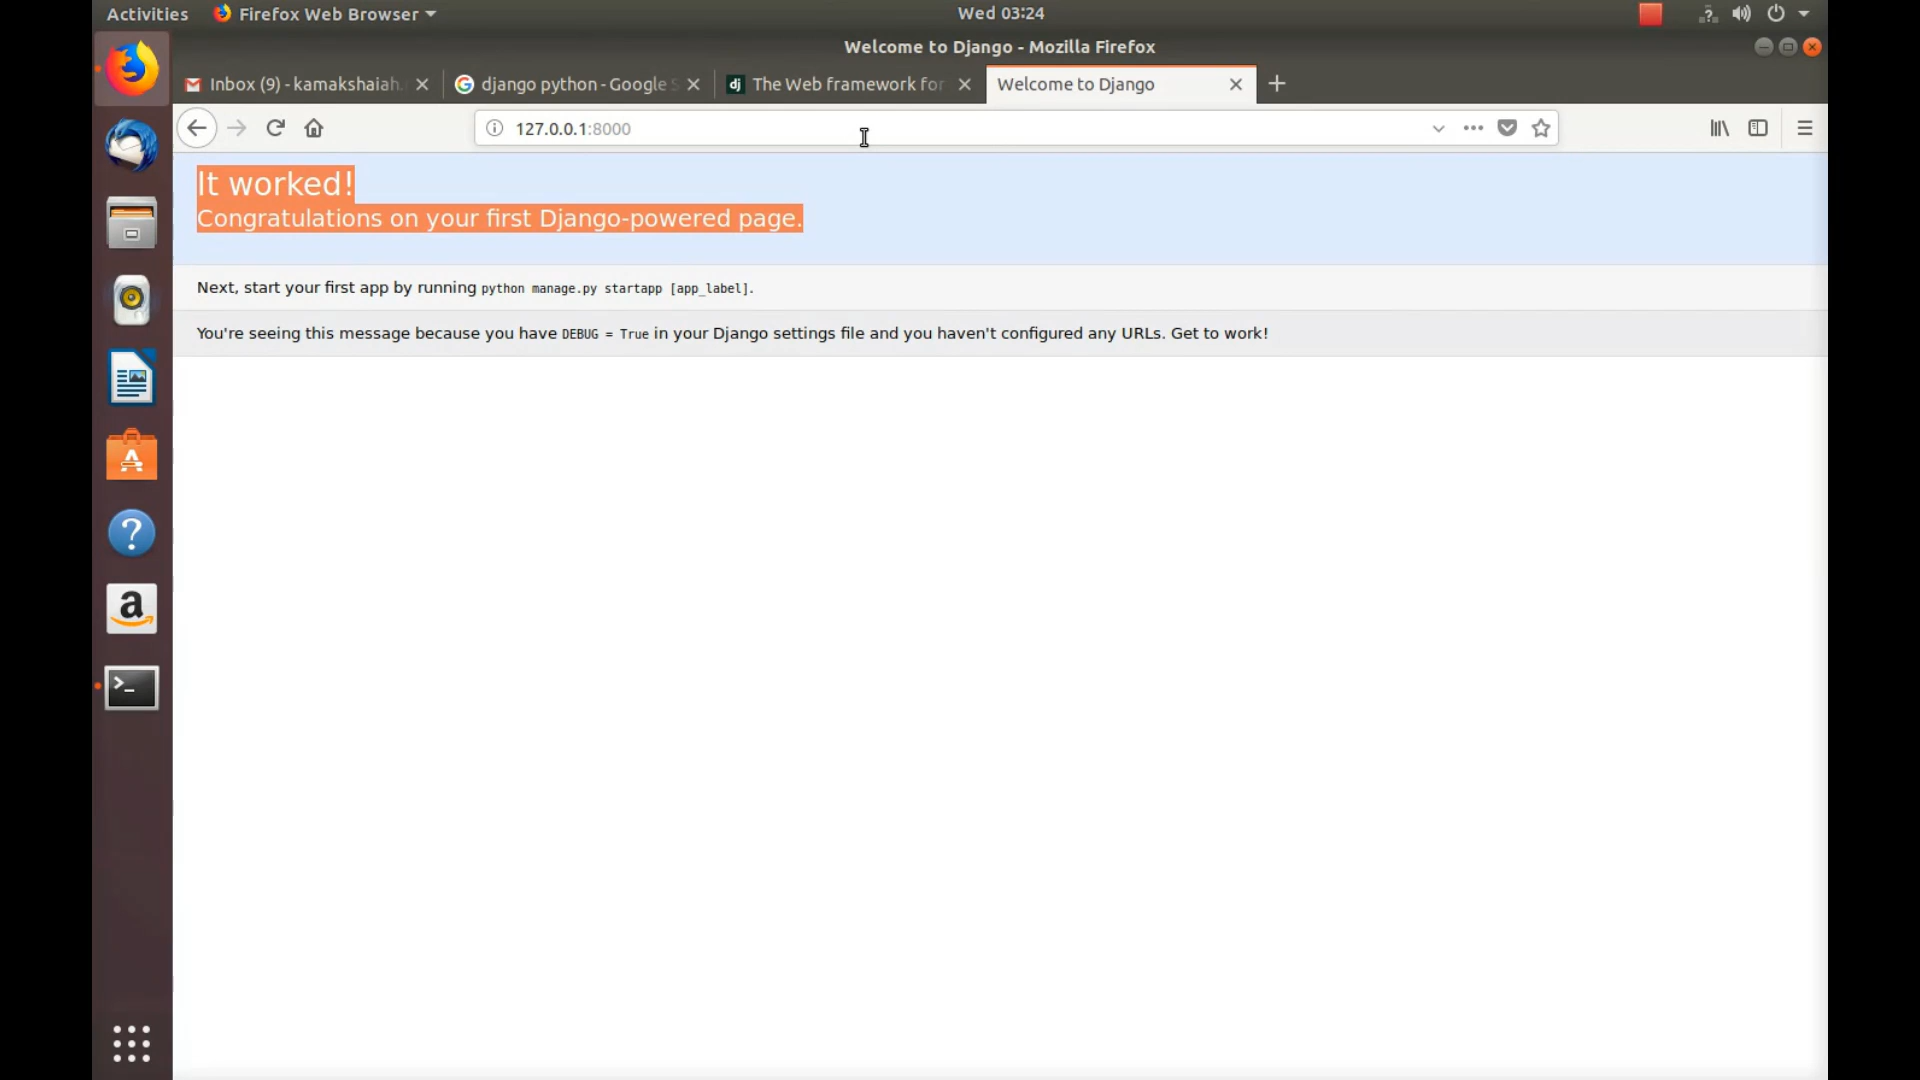 Activities Firefox Web Browser Wed 03:24
Welcome to Django - Mozilla Firefox
Inbox (9) - kamakshaiah. django python - Google S The Web framework for Welcome to Django
127.0.0.1:8000
It worked!
Congratulations on your first Django-powered page.
Next, start your first app by running python manage.py startapp [app_label].
You're seeing this message because you have DEBUG = True in your Django settings file and you haven't configured any URLs. Get to work!